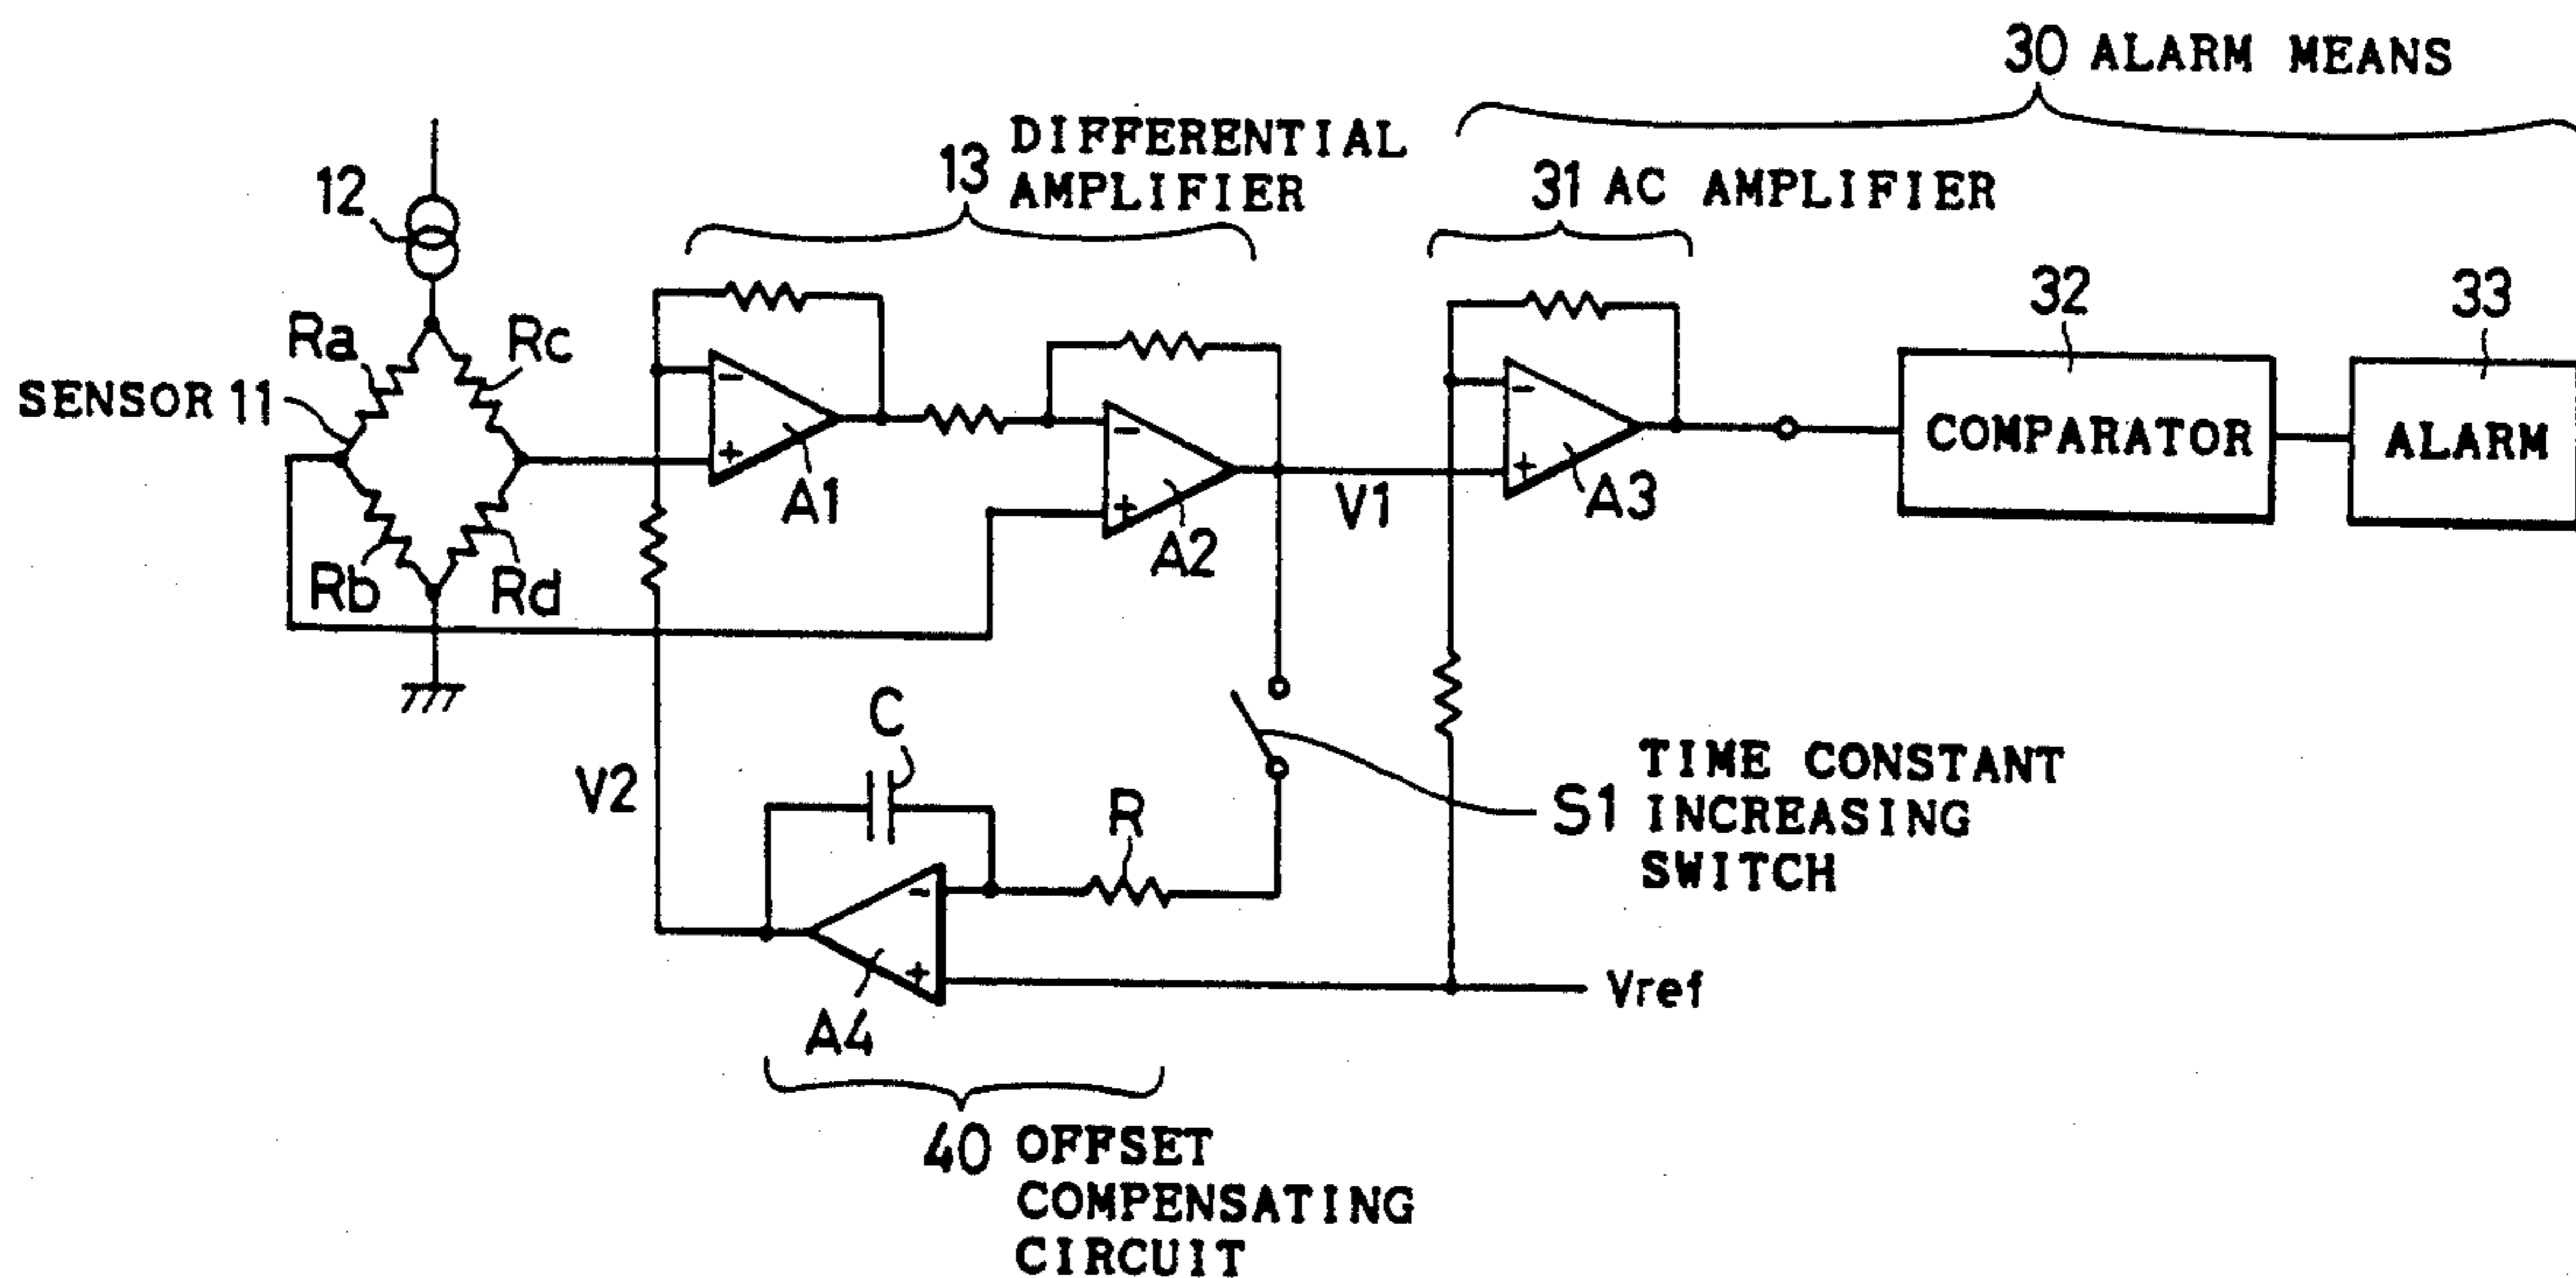 30 ALARM MEANS
13 DIFFERENTIAL
AMPLIFIER
31 AC AMPLIFIER
12
Ra
Rc
SENSOR 11
Rb
Rd
-
+
A1
-
+
A2
V1
-
+
A3
32
COMPARATOR
33
ALARM
V2
C
R
S1 TIME CONSTANT
INCREASING
SWITCH
-
+
A4
Vref
40 OFFSET
COMPENSATING
CIRCUIT